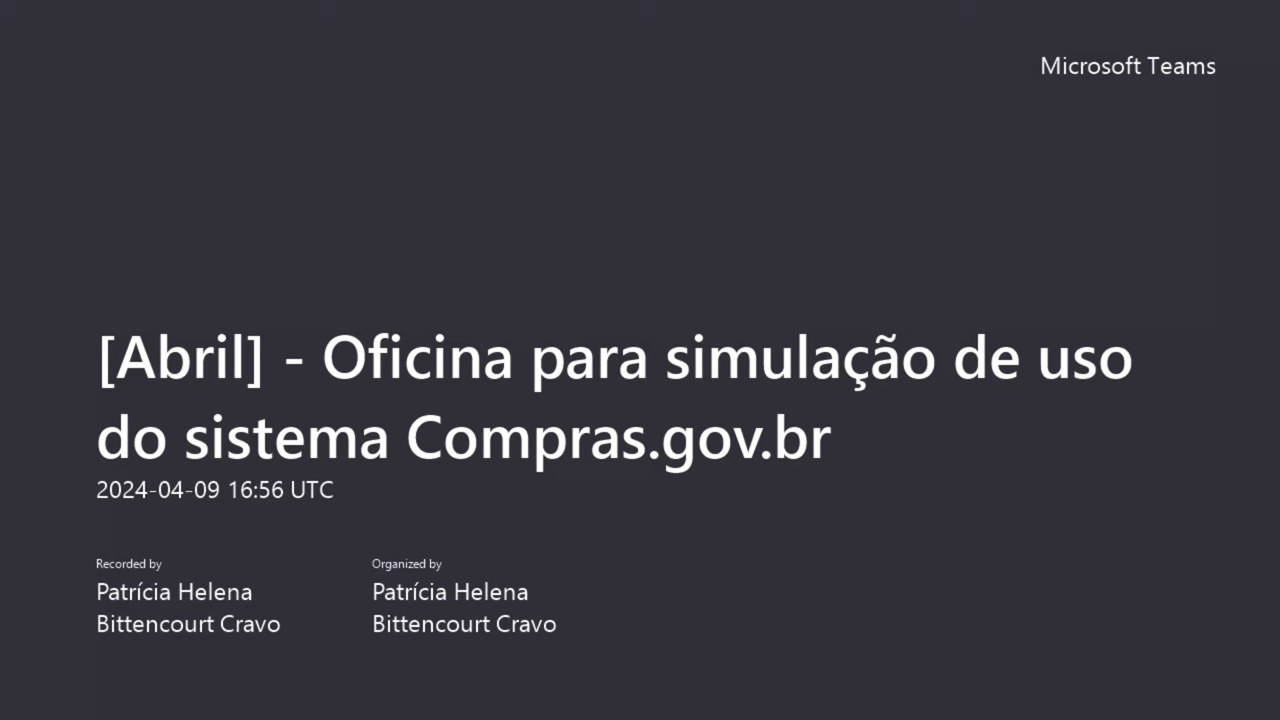 Microsoft Teams
[Abril] - Oficina para simulação de uso
do sistema Compras.gov.br
2024-04-09 16:56 UTC
Recorded by
Patrícia Helena
Bittencourt Cravo
Organized by
Patrícia Helena
Bittencourt Cravo